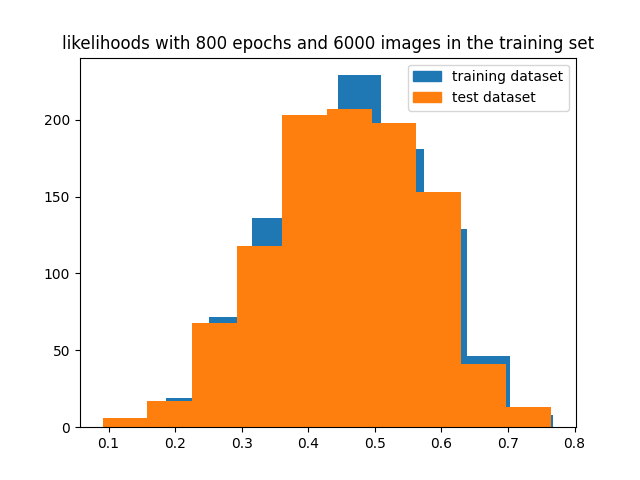 likelihoods with 800 epochs and 6000 images in the training set
training dataset
test dataset
200
150
100
50
0
0.1 0.2 0.3 0.4 0.5 0.6 0.7 0.8